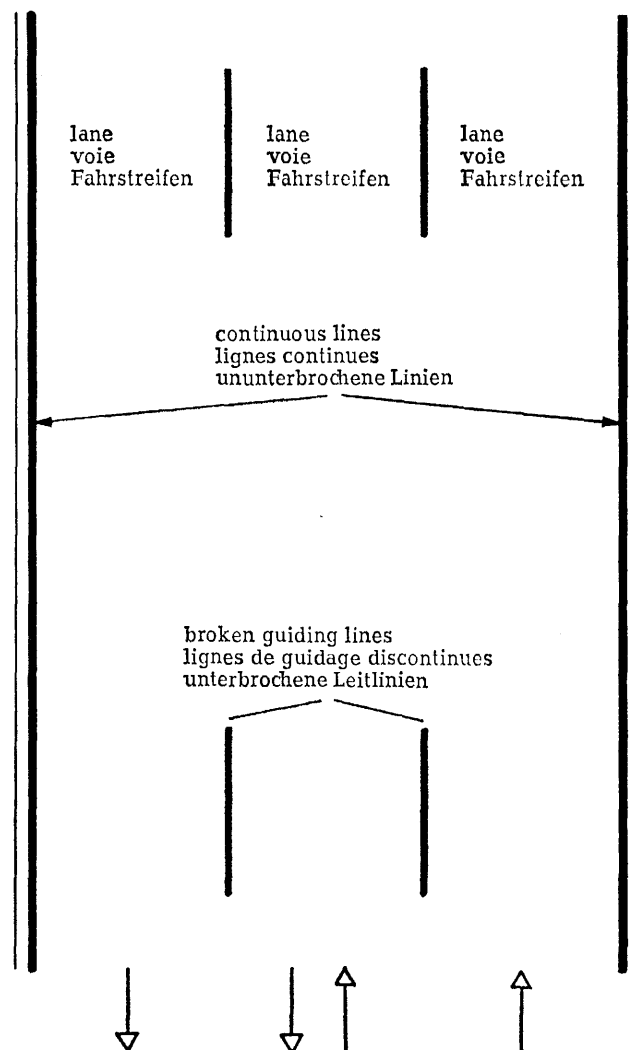 lane
voie
Fahrstreifen
lane
voie
Fahrstreifen
lane
voie
Fahrstreifen
continuous lines
lignes continues
ununterbrochene Linien
broken guiding lines
lignes de guidage discontinues
unterbrochene Leitlinien